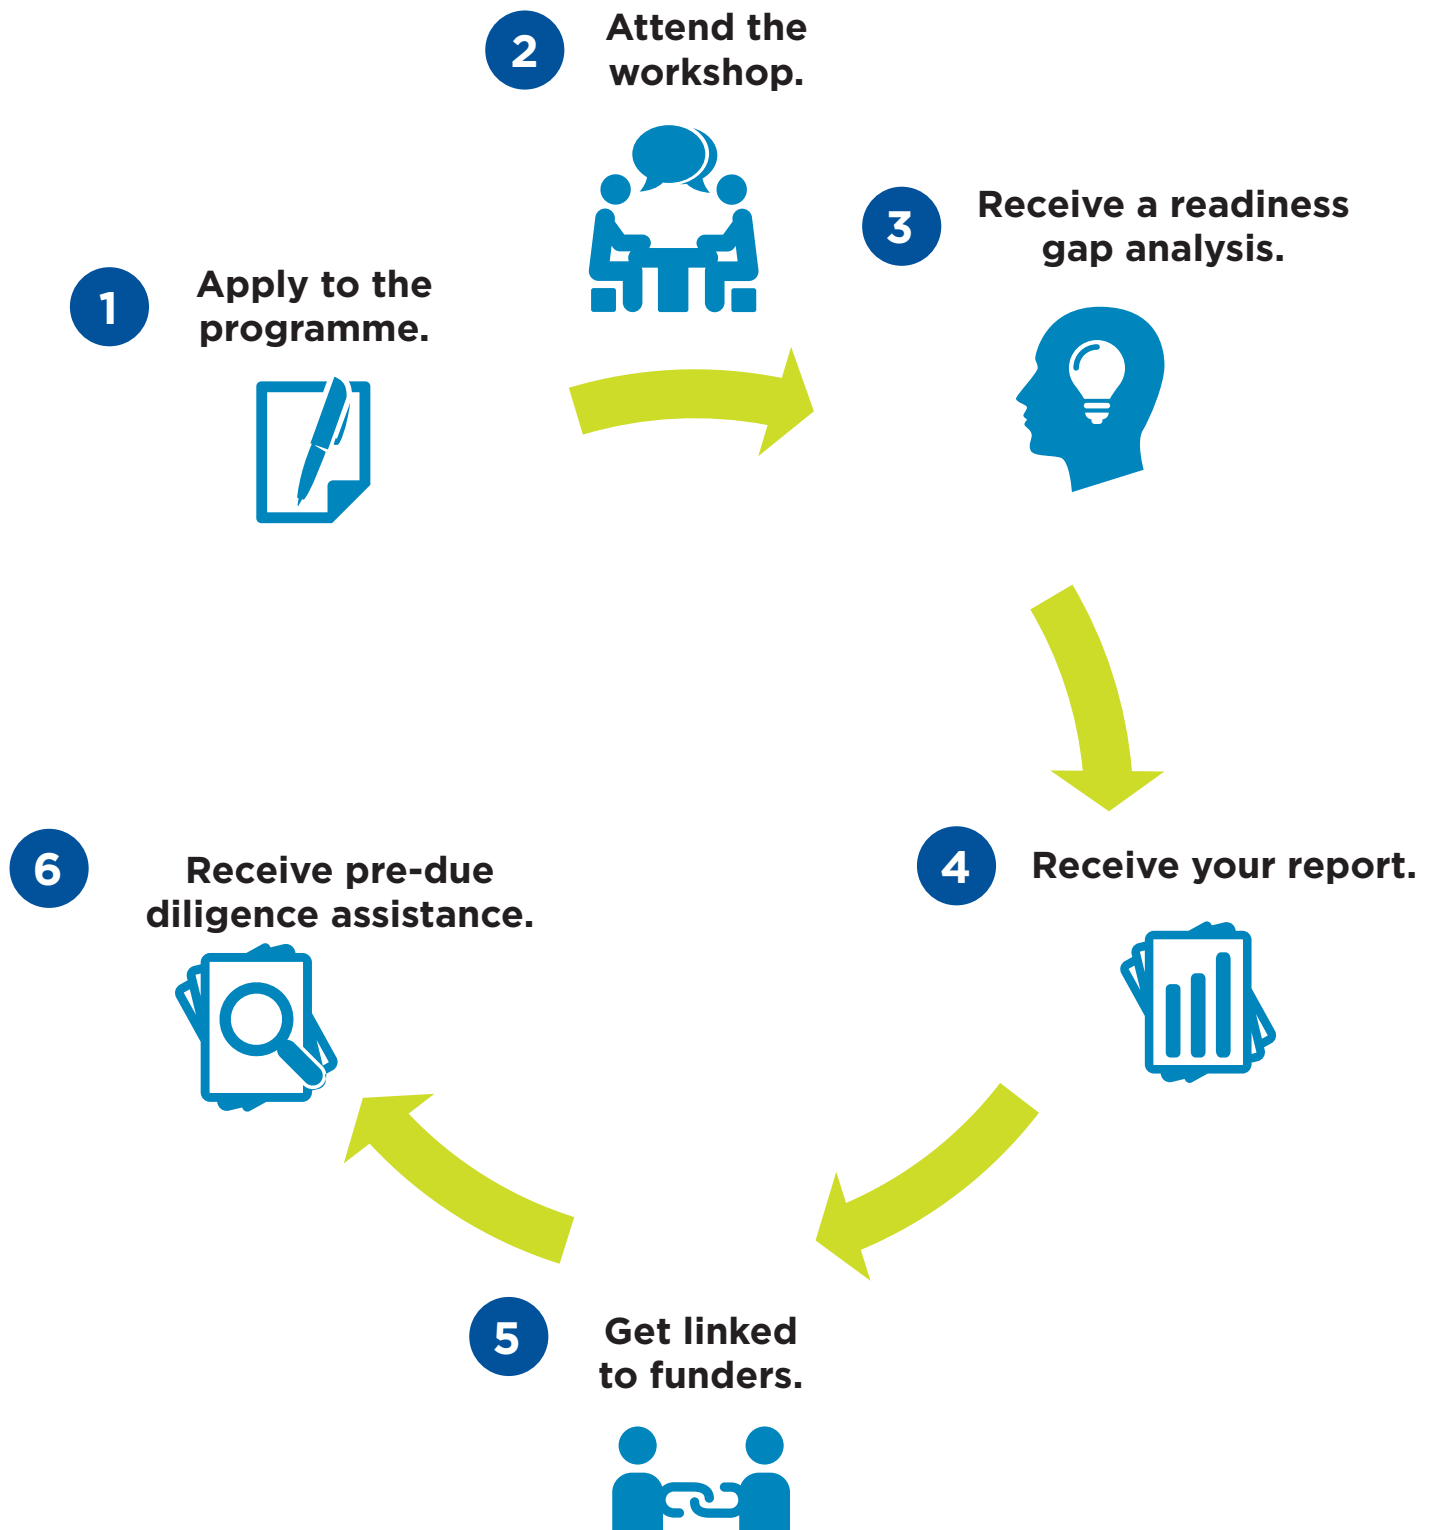 1
Apply to the
programme.
2
Attend the
workshop.
3
Receive a readiness
gap analysis.
4
Receive your report.
5
Get linked
to funders.
6
Receive pre-due
diligence assistance.